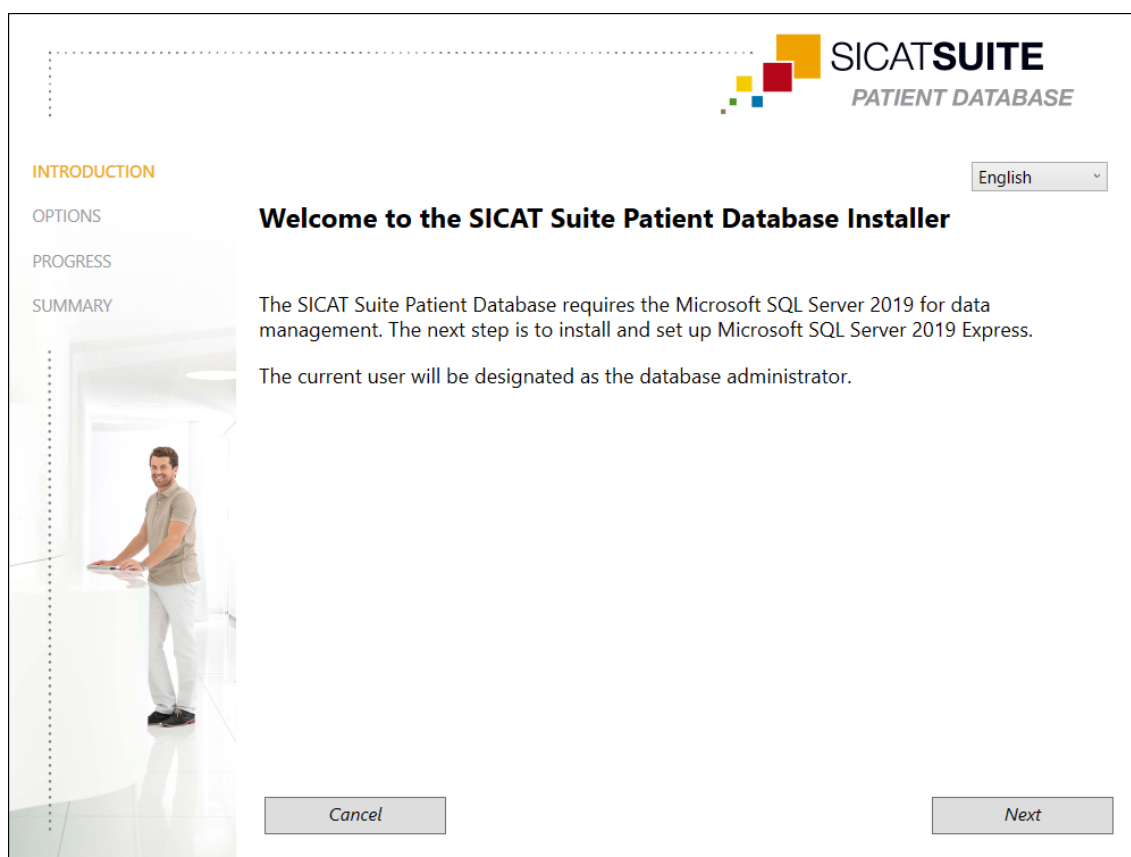 SICATSUITE
PATIENT DATABASE
INTRODUCTION
English
OPTIONS
Welcome to the SICAT Suite Patient Database Installer
PROGRESS
SUMMARY
The SICAT Suite Patient Database requires the Microsoft SQL Server 2019 for data
management. The next step is to install and set up Microsoft SQL Server 2019 Express.
The current user will be designated as the database administrator.
Cancel
Next